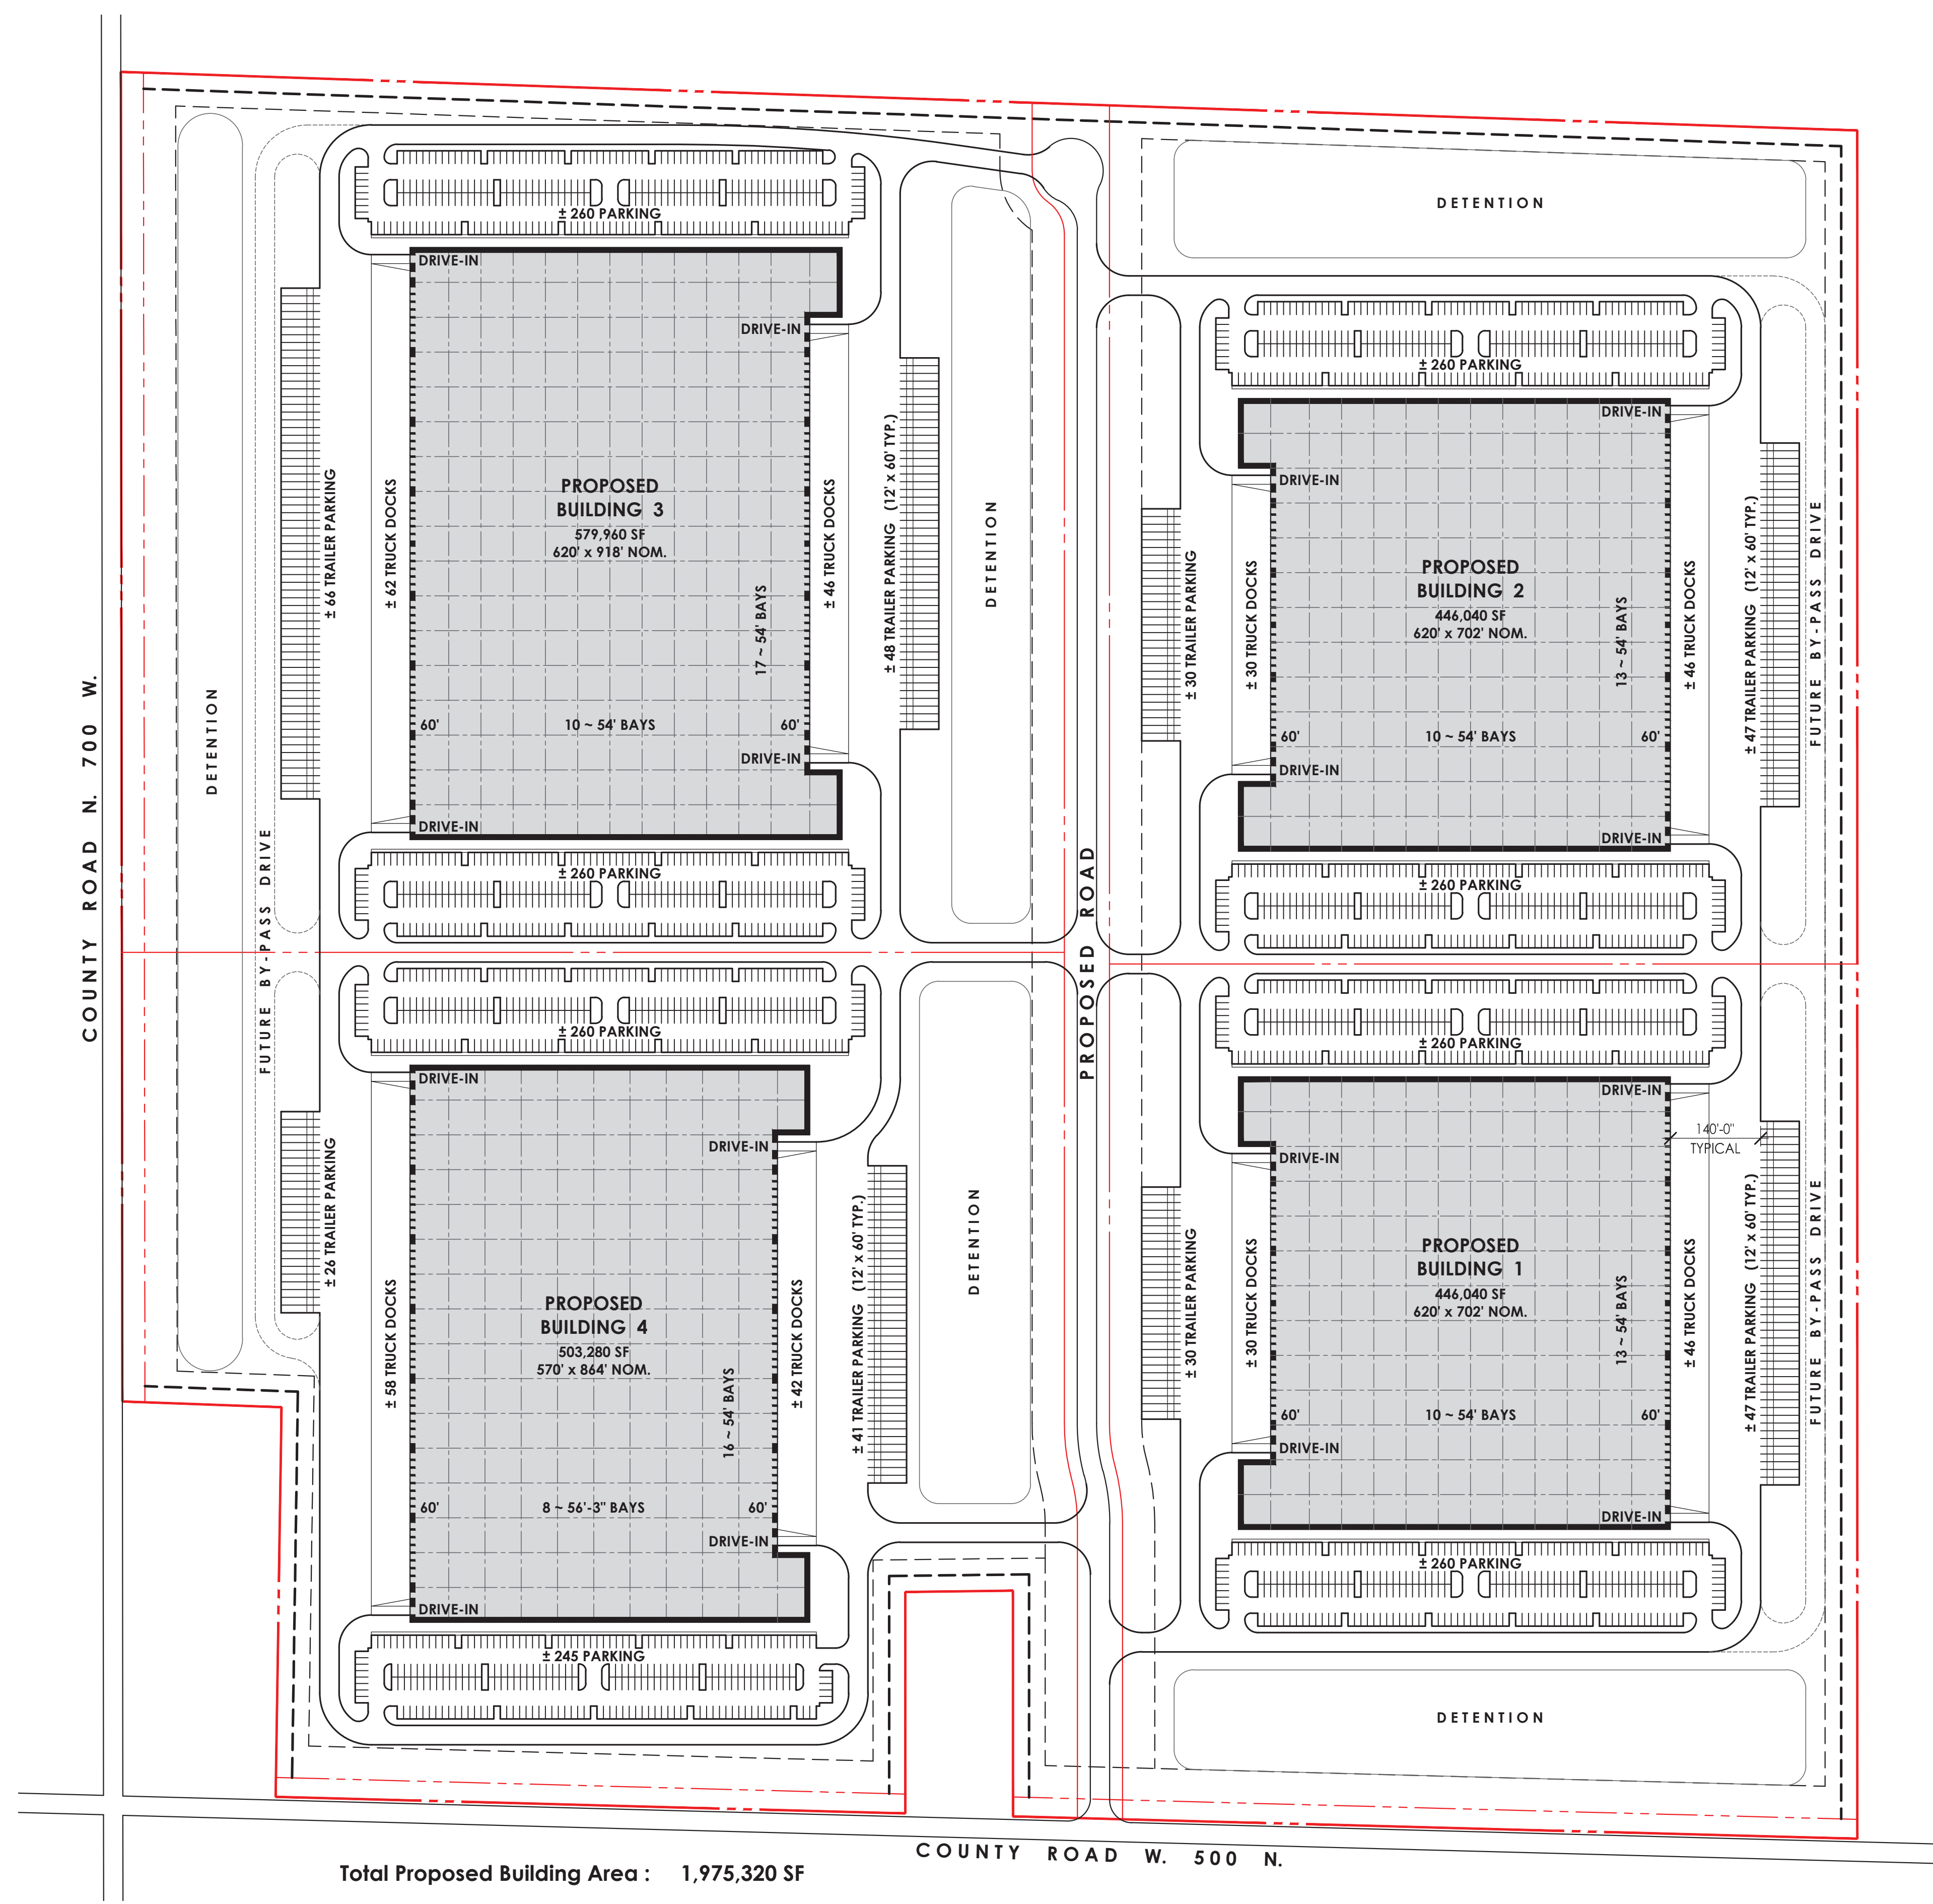 COUNTY ROAD N. 700 W.
DETENTION
FUTURE BY-PASS DRIVE
± 260 PARKING
DRIVE-IN
DRIVE-IN
± 66 TRAILER PARKING
± 62 TRUCK DOCKS
PROPOSED
BUILDING 3
579,960 SF
620' x 918' NOM.
17 ~ 54' BAYS
± 46 TRUCK DOCKS
± 48 TRAILER PARKING (12' x 60' TYP.)
DETENTION
60'
10 ~ 54' BAYS
60'
DRIVE-IN
DRIVE-IN
± 260 PARKING
PROPOSED ROAD
DETENTION
± 260 PARKING
DRIVE-IN
DRIVE-IN
± 30 TRAILER PARKING
± 30 TRUCK DOCKS
PROPOSED
BUILDING 2
446,040 SF
620' x 702' NOM.
13 ~ 54' BAYS
± 46 TRUCK DOCKS
± 47 TRAILER PARKING (12' x 60' TYP.)
FUTURE BY-PASS DRIVE
60'
10 ~ 54' BAYS
60'
DRIVE-IN
DRIVE-IN
± 260 PARKING
± 260 PARKING
DRIVE-IN
DRIVE-IN
± 26 TRAILER PARKING
± 58 TRUCK DOCKS
PROPOSED
BUILDING 4
503,280 SF
570' x 864' NOM.
16 ~ 54' BAYS
± 42 TRUCK DOCKS
± 41 TRAILER PARKING (12' x 60' TYP.)
DETENTION
60'
8 ~ 56'-3" BAYS
60'
DRIVE-IN
DRIVE-IN
± 245 PARKING
± 260 PARKING
DRIVE-IN
140'-0"
TYPICAL
DRIVE-IN
± 30 TRAILER PARKING
± 30 TRUCK DOCKS
PROPOSED
BUILDING 1
446,040 SF
620' x 702' NOM.
13 ~ 54' BAYS
± 46 TRUCK DOCKS
± 47 TRAILER PARKING (12' x 60' TYP.)
FUTURE BY-PASS DRIVE
60'
10 ~ 54' BAYS
60'
DRIVE-IN
DRIVE-IN
± 260 PARKING
DETENTION
COUNTY ROAD W. 500 N.
Total Proposed Building Area : 1,975,320 SF